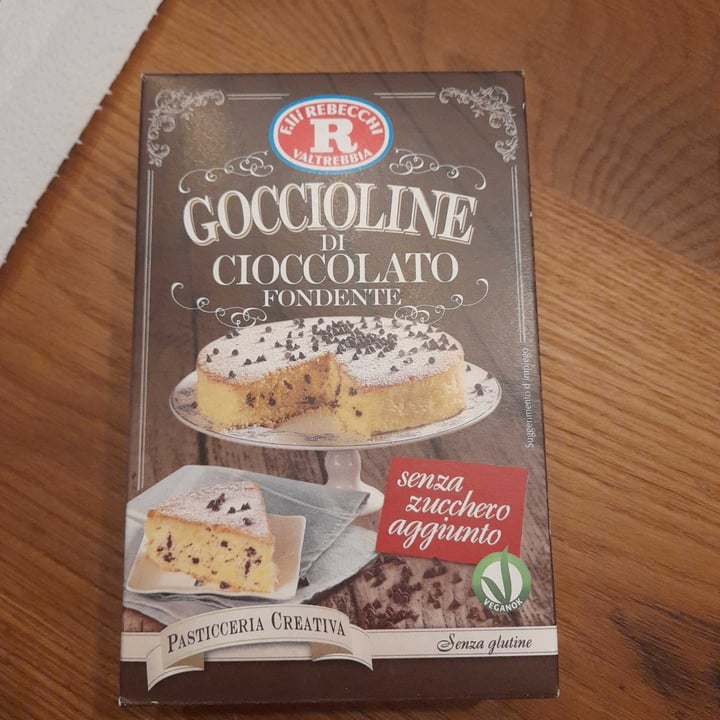 F.lli REBECCHI
R
VALTREBBIA
GOCCIOLINE
DI
CIOCCOLATO
FONDENTE
Suggerimento d'impiego
senza
zucchero
aggiunto
VEGANOK
PASTICCERIA CREATIVA
Senza glutine